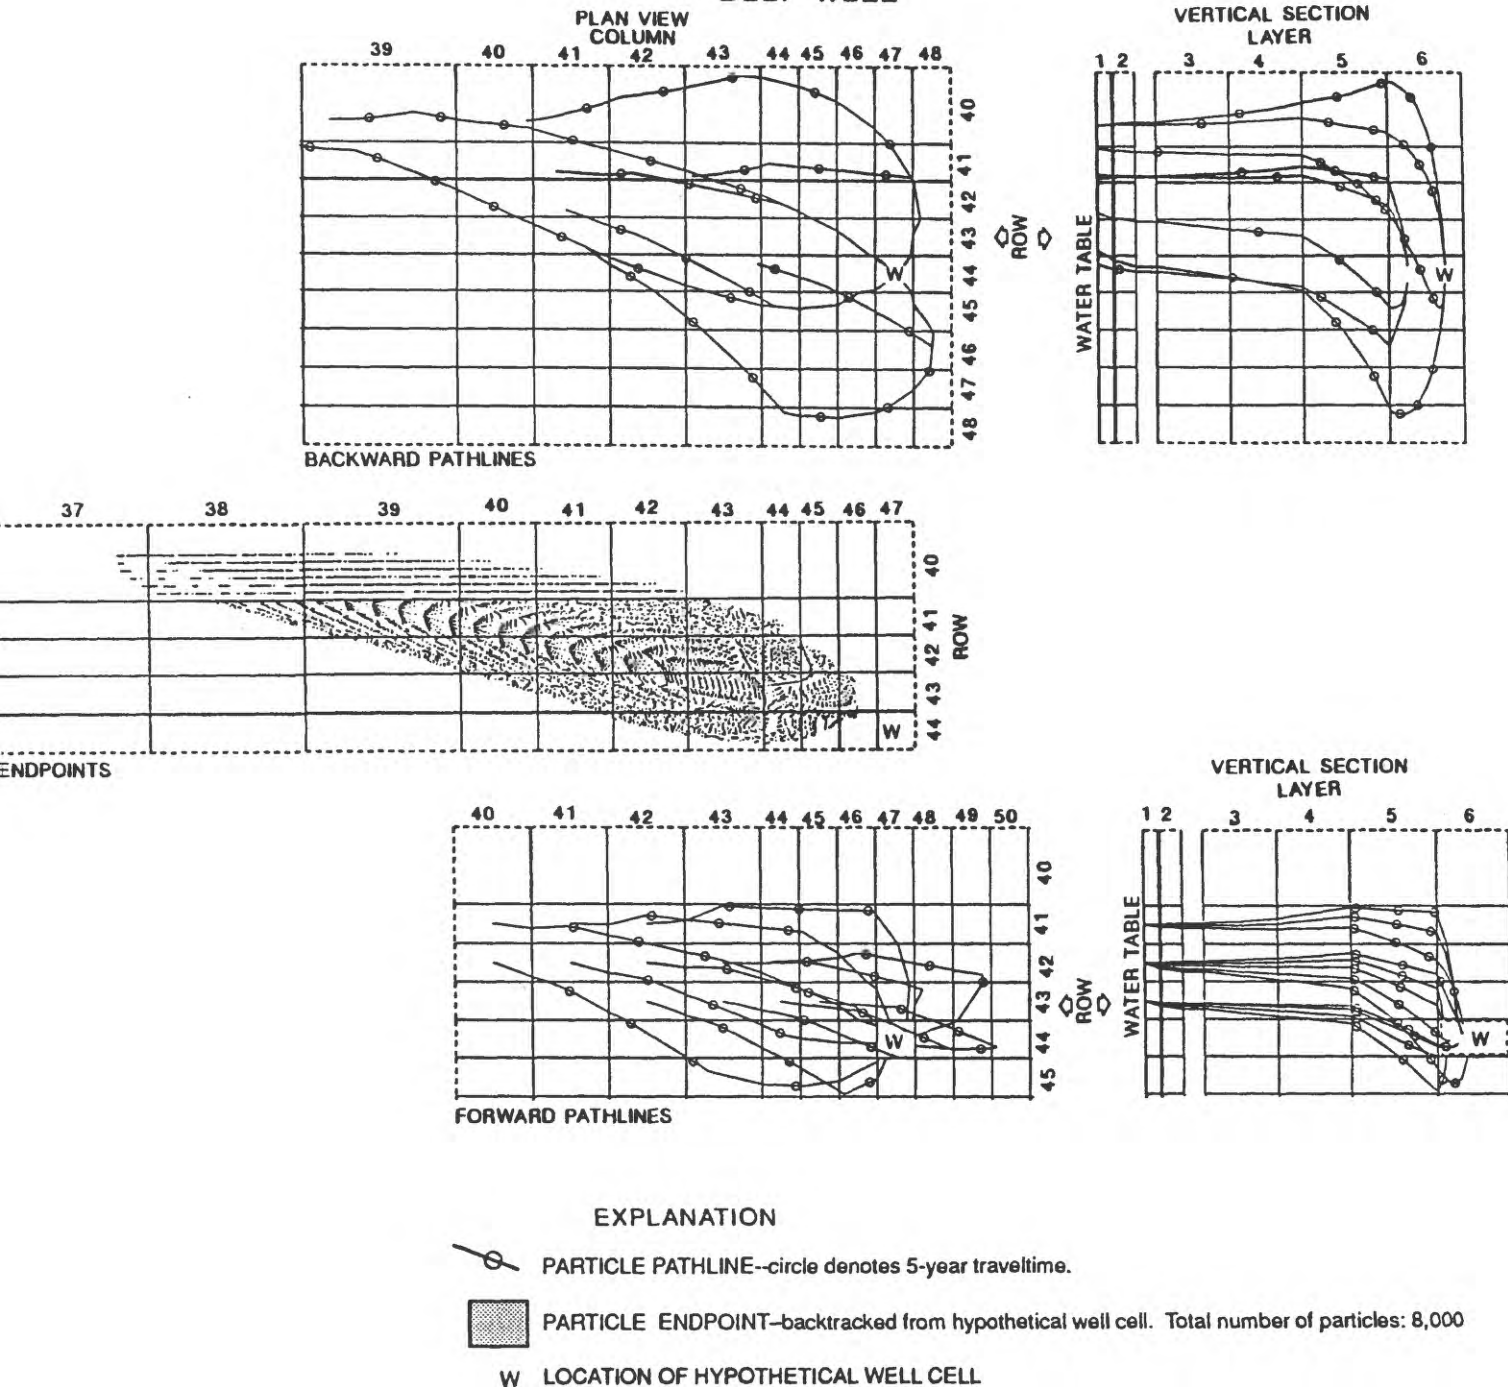 PLAN VIEW
COLUMN
39 40 41 42 43 44 45 46 47 48
40
41
42
43
44
45
46
47
48
ROW
W
BACKWARD PATHLINES
VERTICAL SECTION
LAYER
1 2 3 4 5 6
WATER TABLE
W
37 38 39 40 41 42 43 44 45 46 47
40
41
42
43
44
ROW
W
ENDPOINTS
40 41 42 43 44 45 46 47 48 49 50
40
41
42
43
44
45
ROW
W
FORWARD PATHLINES
VERTICAL SECTION
LAYER
1 2 3 4 5 6
WATER TABLE
W
EXPLANATION
PARTICLE PATHLINE--circle denotes 5-year traveltime.
PARTICLE ENDPOINT–backtracked from hypothetical well cell. Total number of particles: 8,000
W LOCATION OF HYPOTHETICAL WELL CELL